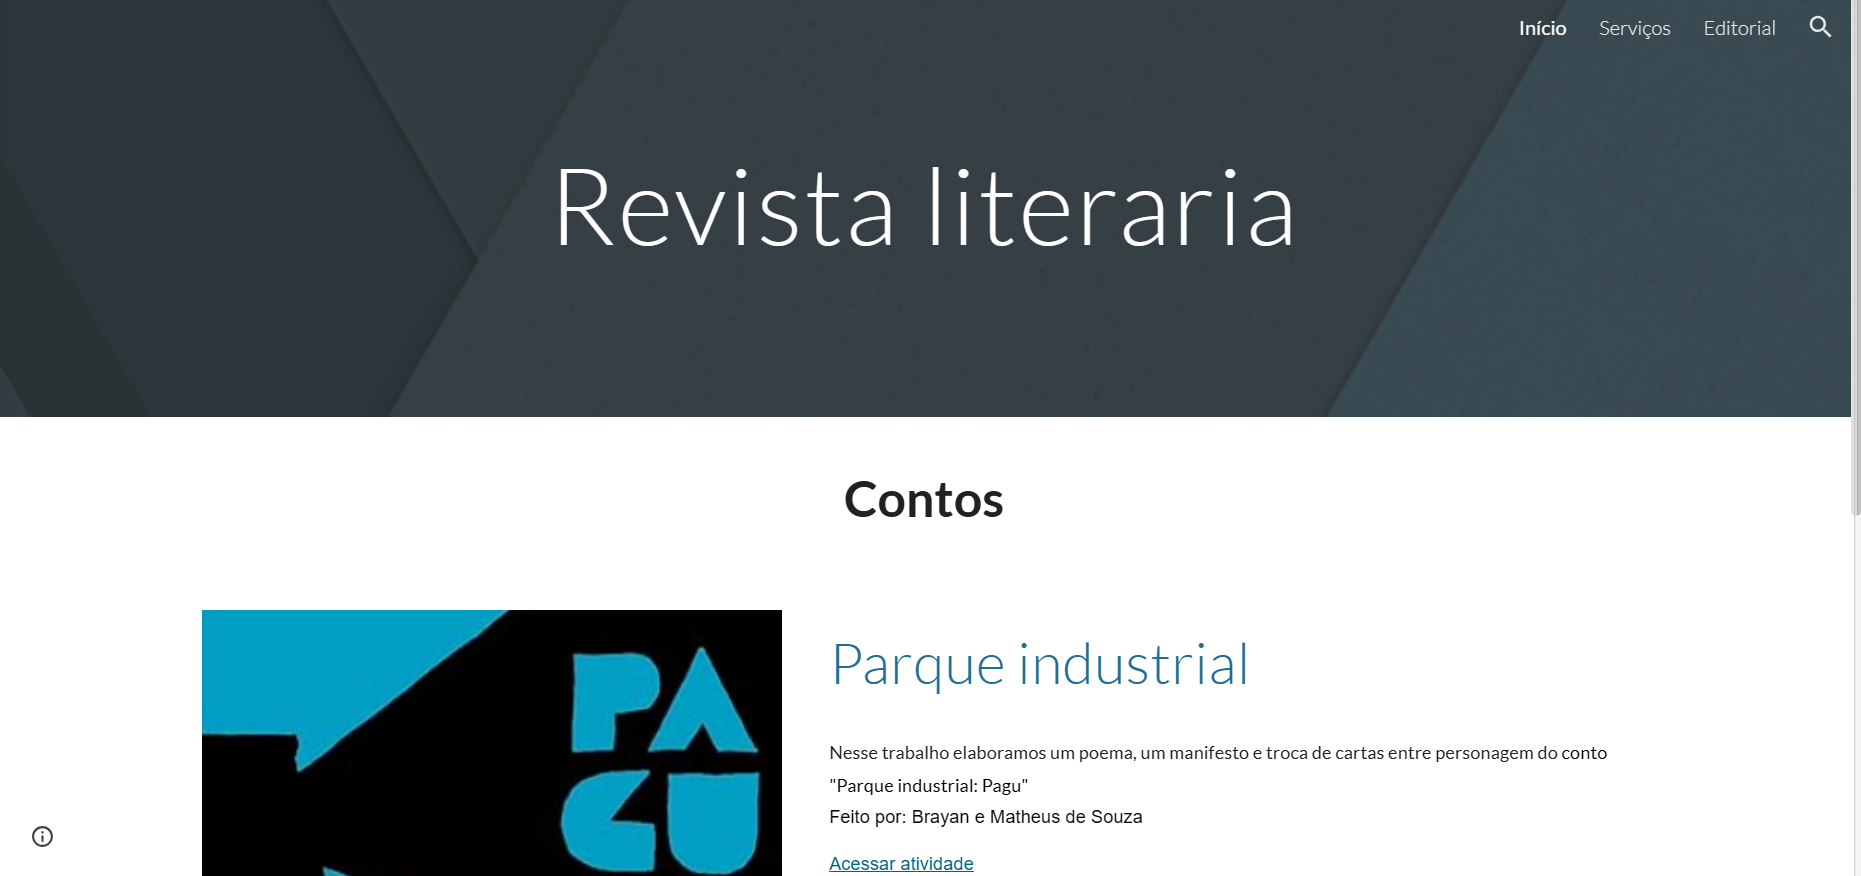 Início Serviços Editorial
Revista literaria
Contos
PA
GU
Parque industrial
Nesse trabalho elaboramos um poema, um manifesto e troca de cartas entre personagem do conto
"Parque industrial: Pagu"
Feito por: Brayan e Matheus de Souza
Acessar atividade